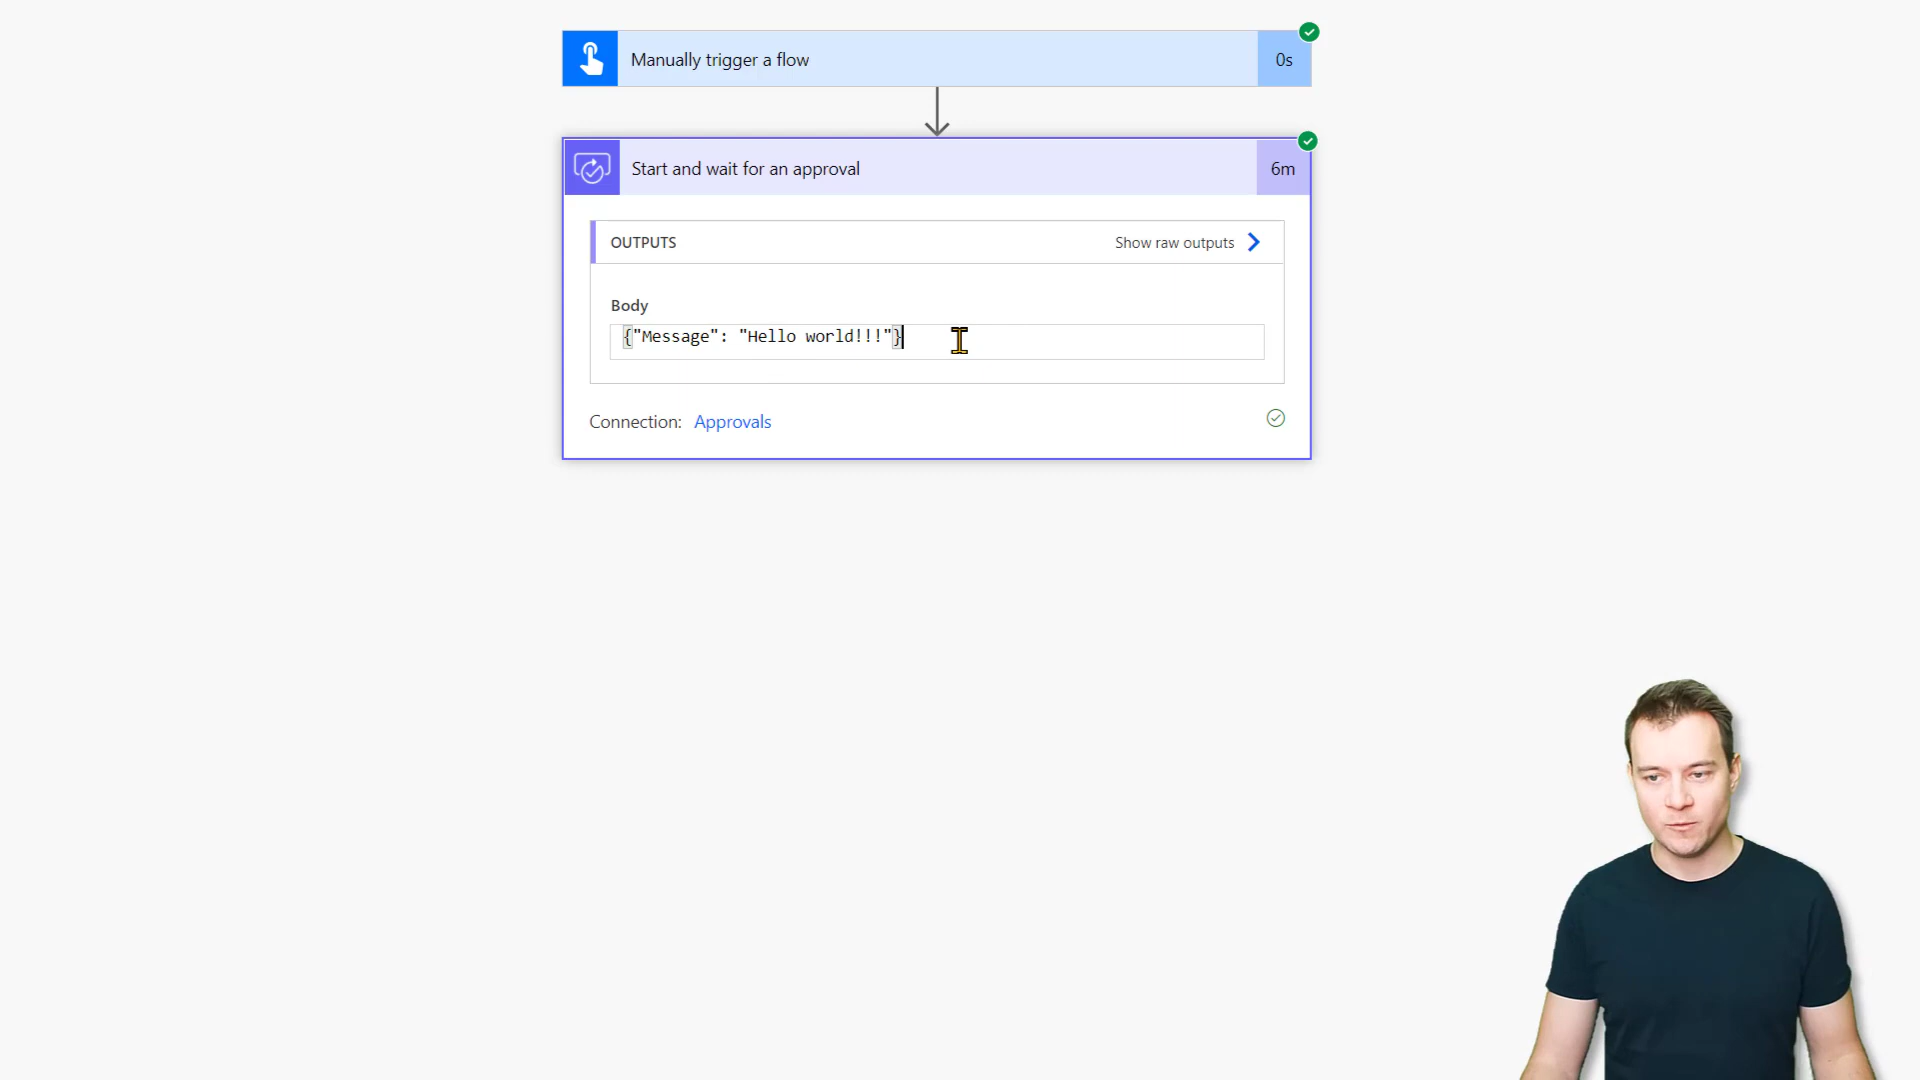 Manually trigger a flow
0s
Start and wait for an approval
6m
OUTPUTS
Show raw outputs
Body
{"Message": "Hello world!!!"}
Connection: Approvals